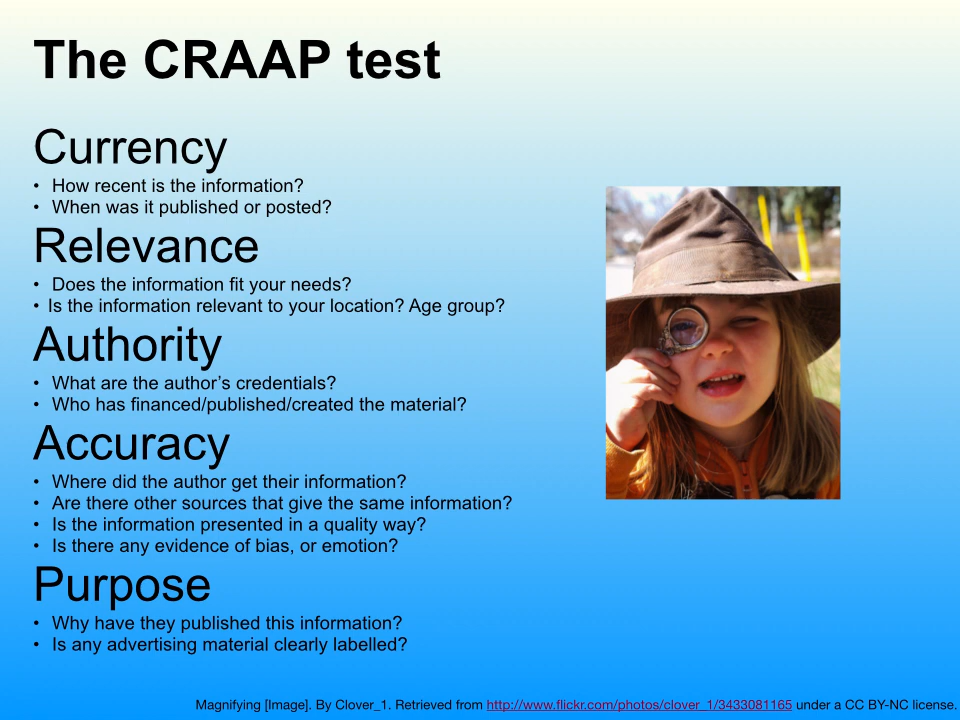 The CRAAP test
Currency
• How recent is the information?
• When was it published or posted?
Relevance
• Does the information fit your needs?
• Is the information relevant to your location? Age group?
Authority
• What are the author’s credentials?
• Who has financed/published/created the material?
Accuracy
• Where did the author get their information?
• Are there other sources that give the same information?
• Is the information presented in a quality way?
• Is there any evidence of bias, or emotion?
Purpose
• Why have they published this information?
• Is any advertising material clearly labelled?
Magnifying [Image]. By Clover_1. Retrieved from http://www.flickr.com/photos/clover_1/3433081165 under a CC BY-NC license.